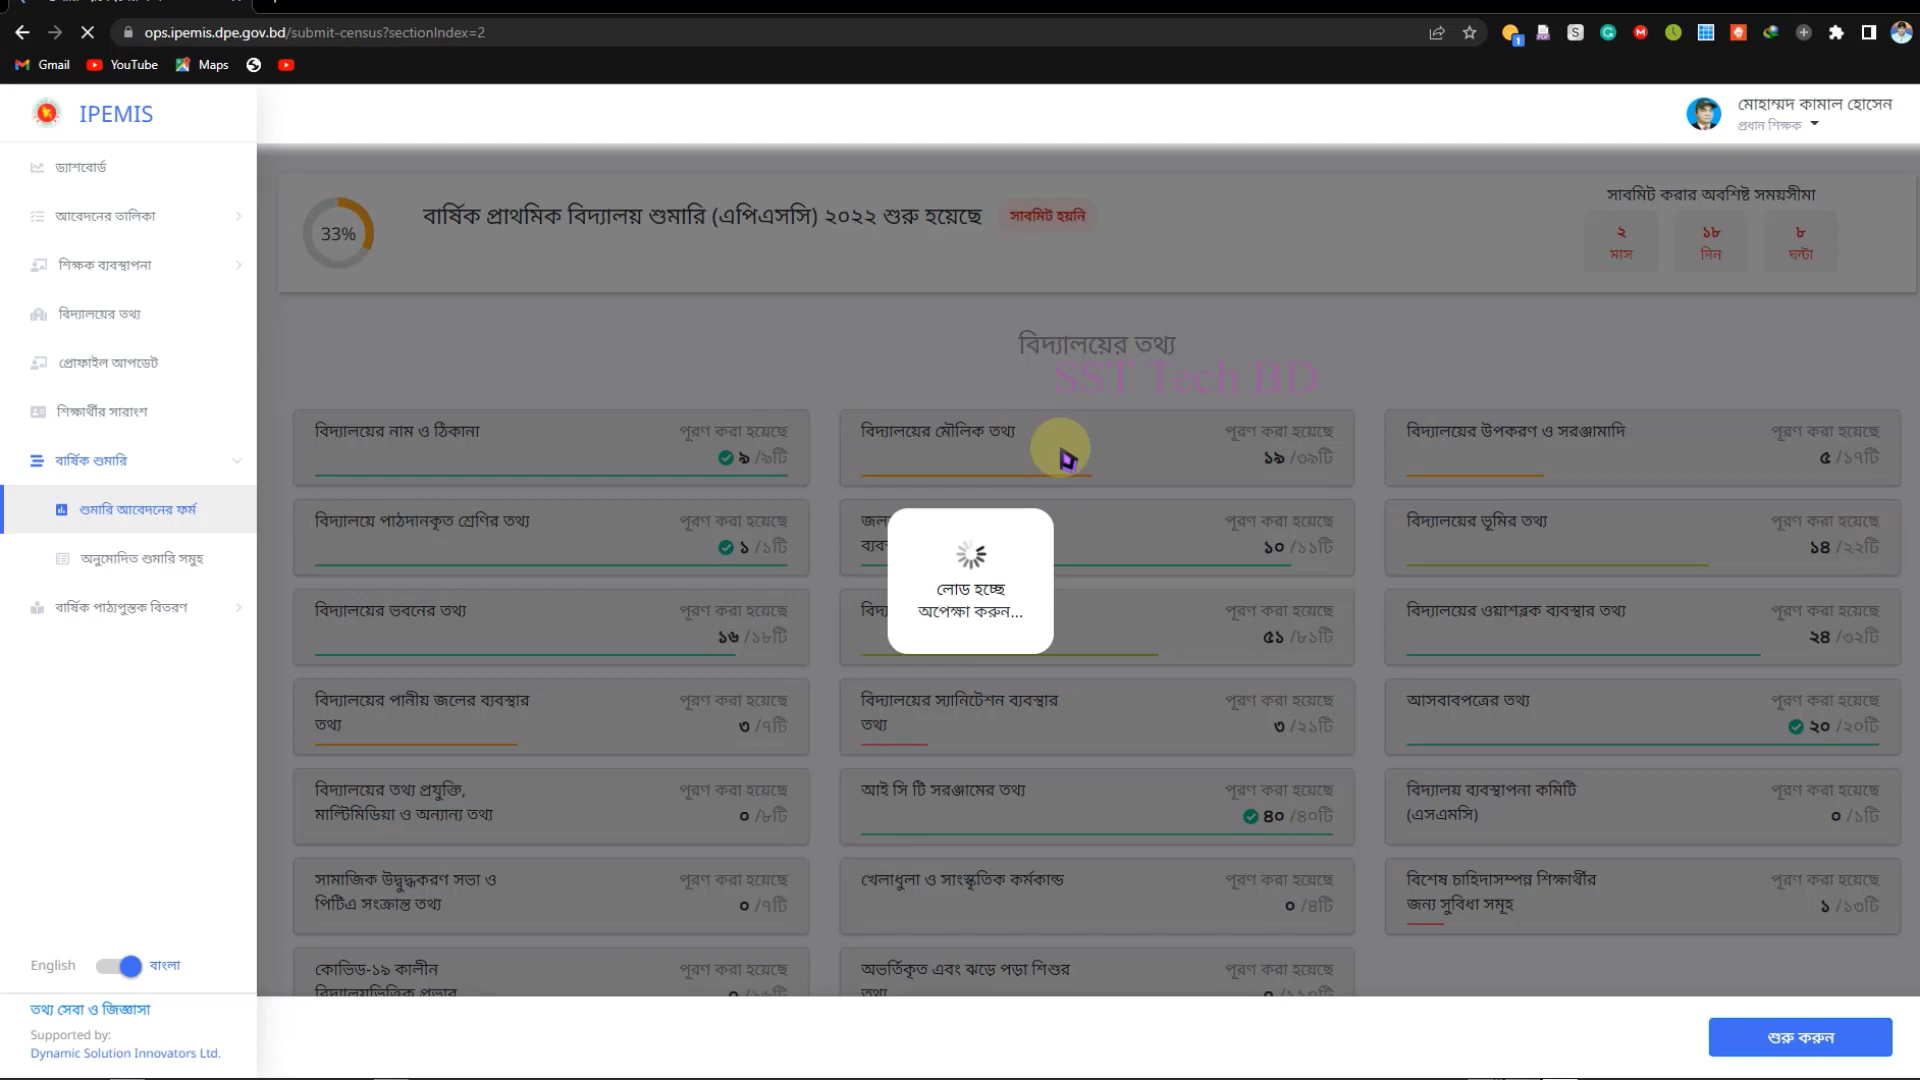 ops.ipemis.dpe.gov.bd/submit-census?sectionIndex=2
Gmail YouTube Maps
IPEMIS
মোহাম্মদ কামাল হোসেন
প্রধান শিক্ষক
ড্যাশবোর্ড
আবেদনের তালিকা
শিক্ষক ব্যবস্থাপনা
বিদ্যালয়ের তথ্য
প্রোফাইল আপডেট
শিক্ষার্থীর সারাংশ
বার্ষিক শুমারি
শুমারি আবেদনের ফর্ম
অনুমোদিত শুমারি সমুহ
বার্ষিক পাঠ্যপুস্তক বিতরণ
English বাংলা
তথ্য সেবা ও জিজ্ঞাসা
Supported by:
Dynamic Solution Innovators Ltd.
33%
বার্ষিক প্রাথমিক বিদ্যালয় শুমারি (এপিএসসি) ২০২২ শুরু হয়েছে সাবমিট হয়নি
সাবমিট করার অবশিষ্ট সময়সীমা
২ ১৮ ৮
মাস দিন ঘন্টা
বিদ্যালয়ের তথ্য
SST Tech BD
বিদ্যালয়ের নাম ও ঠিকানা পূরণ করা হয়েছে
৯ /৯টি
বিদ্যালয়ের মৌলিক তথ্য পূরণ করা হয়েছে
১৯ /৩৯টি
বিদ্যালয়ের উপকরণ ও সরঞ্জামাদি পূরণ করা হয়েছে
৫ /১৭টি
বিদ্যালয়ে পাঠদানকৃত শ্রেণির তথ্য পূরণ করা হয়েছে
১ /১টি
পূরণ করা হয়েছে
১০ /১১টি
বিদ্যালয়ের ভূমির তথ্য পূরণ করা হয়েছে
১৪ /২২টি
লোড হচ্ছে
অপেক্ষা করুন...
বিদ্যালয়ের ভবনের তথ্য পূরণ করা হয়েছে
১৬ /১৮টি
পূরণ করা হয়েছে
৫১ /৮১টি
বিদ্যালয়ের ওয়াশব্লক ব্যবস্থার তথ্য পূরণ করা হয়েছে
২৪ /৩২টি
বিদ্যালয়ের পানীয় জলের ব্যবস্থার পূরণ করা হয়েছে
তথ্য ৩ /৭টি
বিদ্যালয়ের স্যানিটেশন ব্যবস্থার পূরণ করা হয়েছে
তথ্য ৩ /২১টি
আসবাবপত্রের তথ্য পূরণ করা হয়েছে
২০ /২০টি
বিদ্যালয়ের তথ্য প্রযুক্তি, পূরণ করা হয়েছে
মাল্টিমিডিয়া ও অন্যান্য তথ্য ০ /৮টি
আই সি টি সরঞ্জামের তথ্য পূরণ করা হয়েছে
৪০ /৪০টি
বিদ্যালয় ব্যবস্থাপনা কমিটি পূরণ করা হয়েছে
(এসএমসি) ০ /১টি
সামাজিক উদ্বুদ্ধকরণ সভা ও পূরণ করা হয়েছে
পিটিএ সংক্রান্ত তথ্য ০ /৭টি
খেলাধুলা ও সাংস্কৃতিক কর্মকান্ড পূরণ করা হয়েছে
০ /৪টি
বিশেষ চাহিদাসম্পন্ন শিক্ষার্থীর পূরণ করা হয়েছে
জন্য সুবিধা সমূহ ১ /১৩টি
কোভিড-১৯ কালীন পূরণ করা হয়েছে
অভর্তিকৃত এবং ঝড়ে পড়া শিশুর পূরণ করা হয়েছে
তথ্য
শুরু করুন